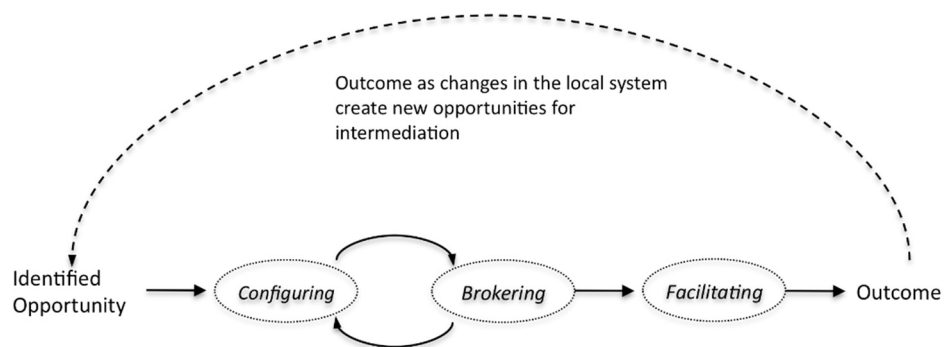 Outcome as changes in the local system
create new opportunities for
intermediation
Identified
Opportunity
Configuring
Brokering
Facilitating
Outcome